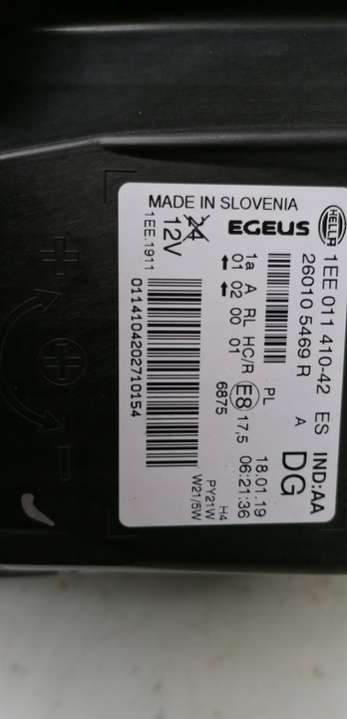 MADE IN SLOVENIA
HELLA
EGEUS
24
12V
1EE.1911
1EE 011 410-42 ES IND:AA
26010 5469 R A DG
1a A RL HC/R E8 17,5
01 02 00 01
PL
18.01.19
06:21:36
6875
H4
PY21W
W21/5W
0114104202710154